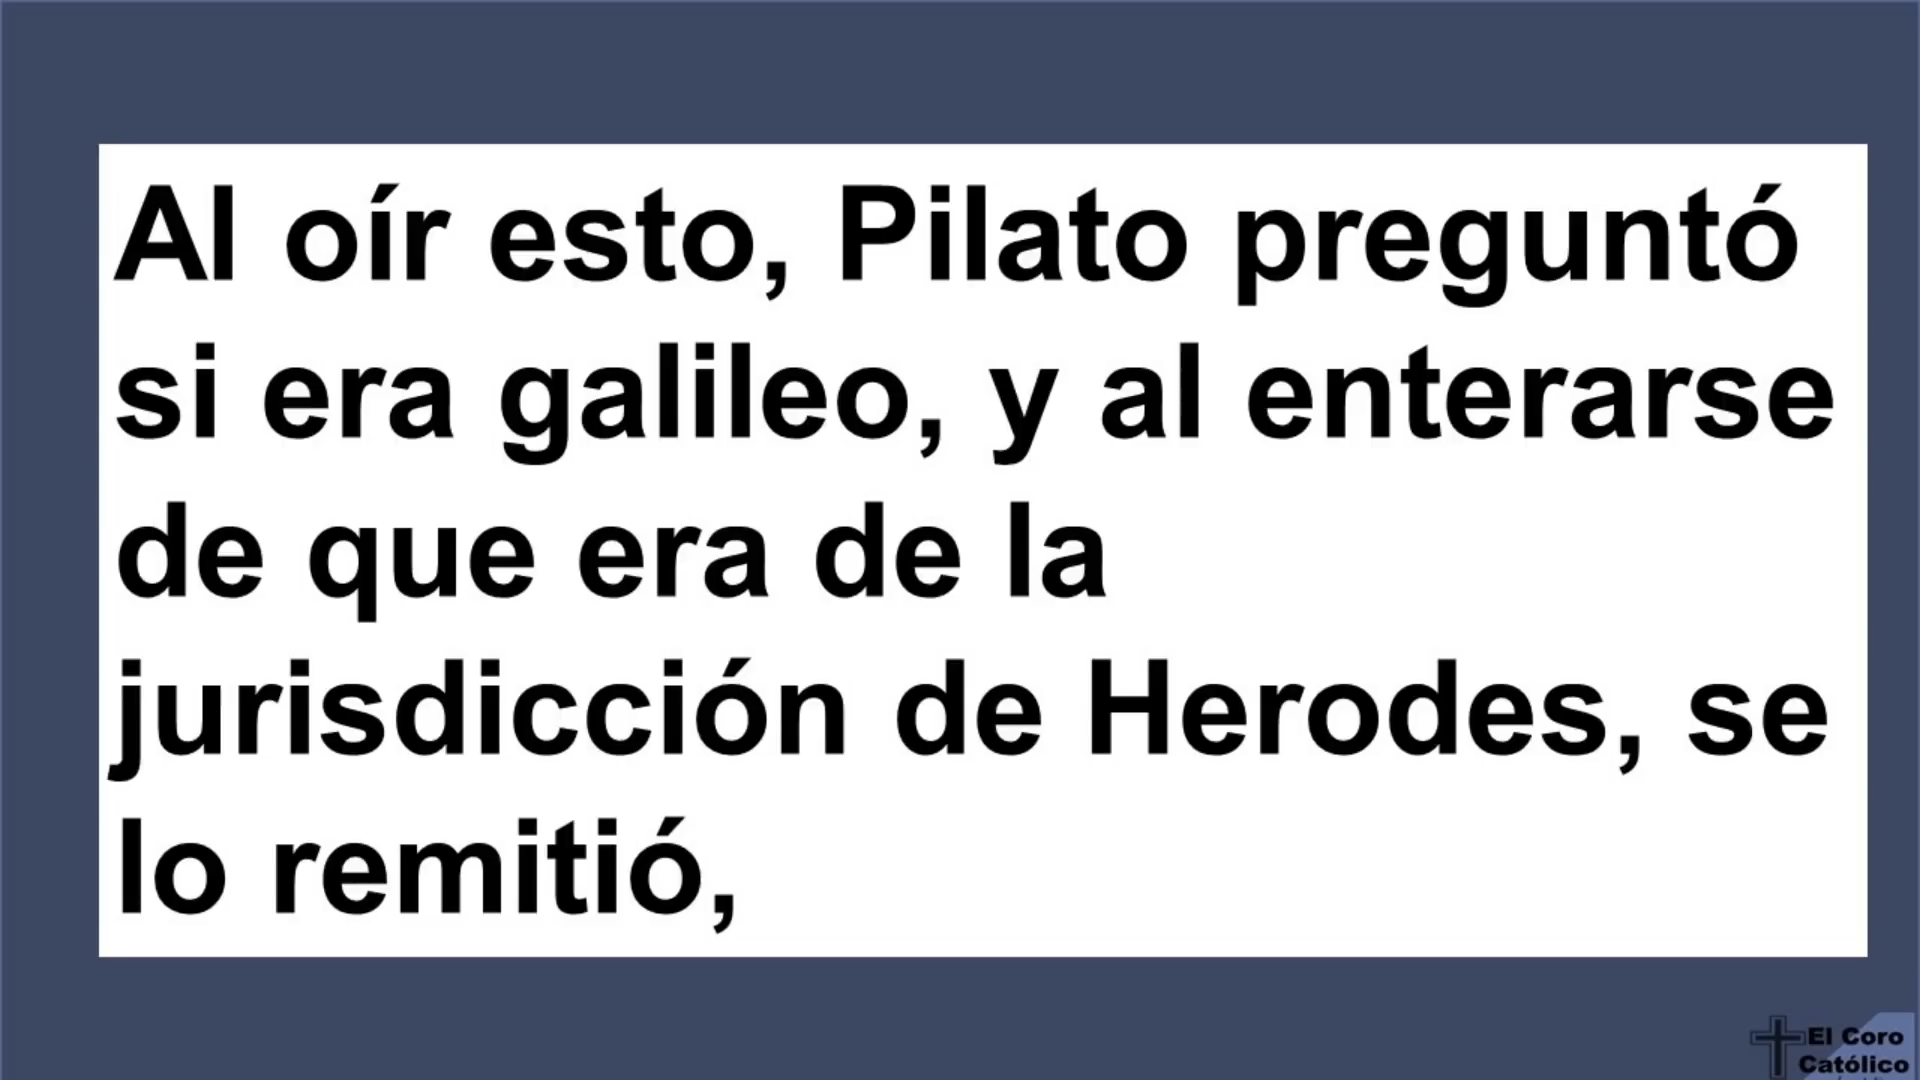 Al oír esto, Pilato preguntó
si era galileo, y al enterarse
de que era de la
jurisdicción de Herodes, se
lo remitió,
El Coro
Católico